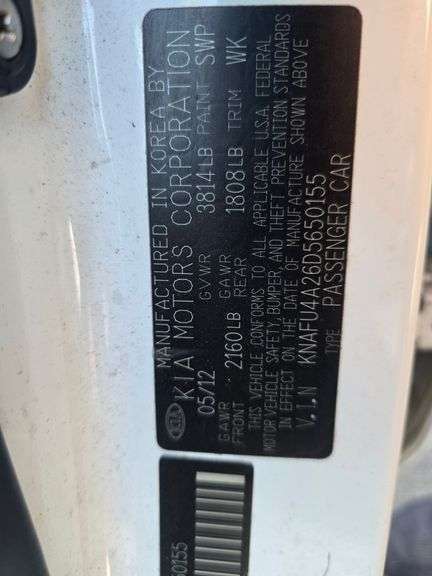 MANUFACTURED IN KOREA BY
KIA KIA MOTORS CORPORATION
05/12 GVWR 3814LB PAINT SWP
GAWR FRONT 2160LB GAWR REAR 1808LB TRIM WK
THIS VEHICLE CONFORMS TO ALL APPLICABLE U.S.A. FEDERAL
MOTOR VEHICLE SAFETY, BUMPER, AND THEFT PREVENTION STANDARDS
IN EFFECT ON THE DATE OF MANUFACTURE SHOWN ABOVE
V.I.N KNAFU4A26D5650155
TYPE PASSENGER CAR
50155